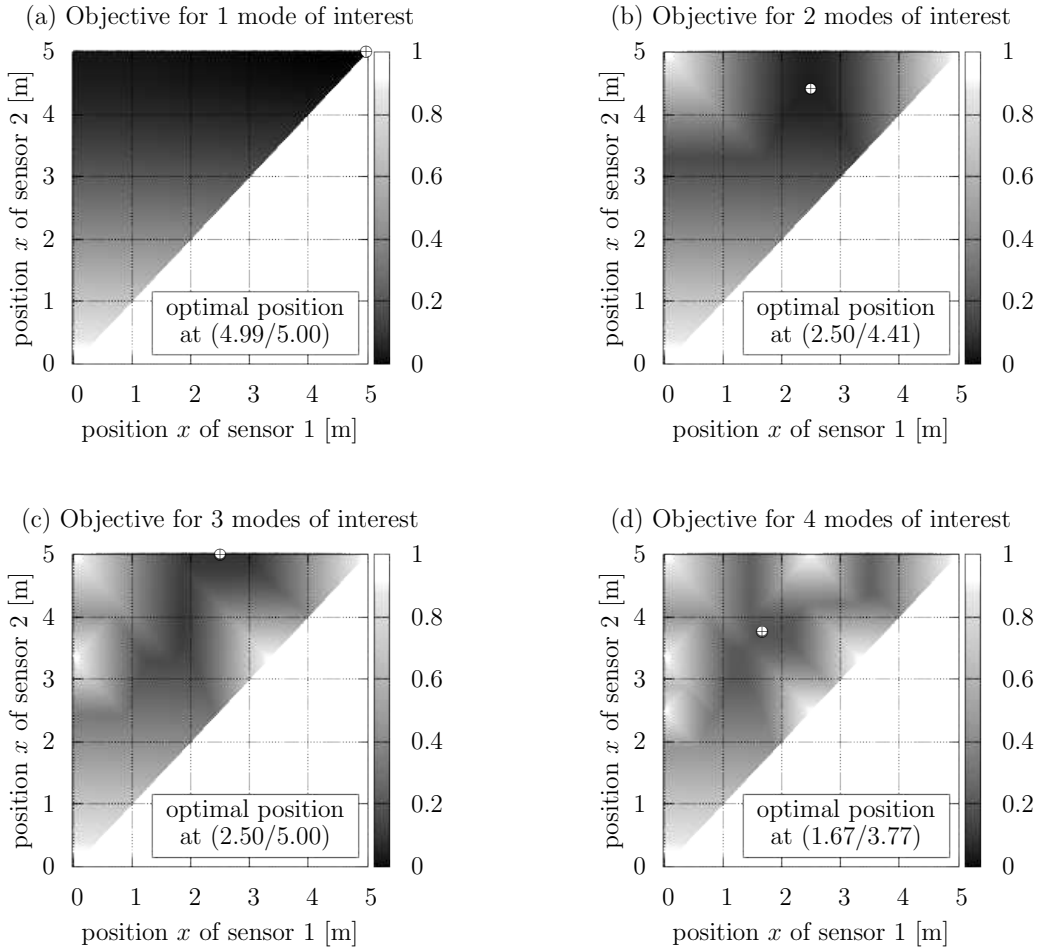 (a) Objective for 1 mode of interest
5
4
3
2
1
0
position x of sensor 2 [m]
optimal position
at (4.99/5.00)
1
0.8
0.6
0.4
0.2
0
0 1 2 3 4 5
position x of sensor 1 [m]
(b) Objective for 2 modes of interest
5
4
3
2
1
0
position x of sensor 2 [m]
optimal position
at (2.50/4.41)
1
0.8
0.6
0.4
0.2
0
0 1 2 3 4 5
position x of sensor 1 [m]
(c) Objective for 3 modes of interest
5
4
3
2
1
0
position x of sensor 2 [m]
optimal position
at (2.50/5.00)
1
0.8
0.6
0.4
0.2
0
0 1 2 3 4 5
position x of sensor 1 [m]
(d) Objective for 4 modes of interest
5
4
3
2
1
0
position x of sensor 2 [m]
optimal position
at (1.67/3.77)
1
0.8
0.6
0.4
0.2
0
0 1 2 3 4 5
position x of sensor 1 [m]